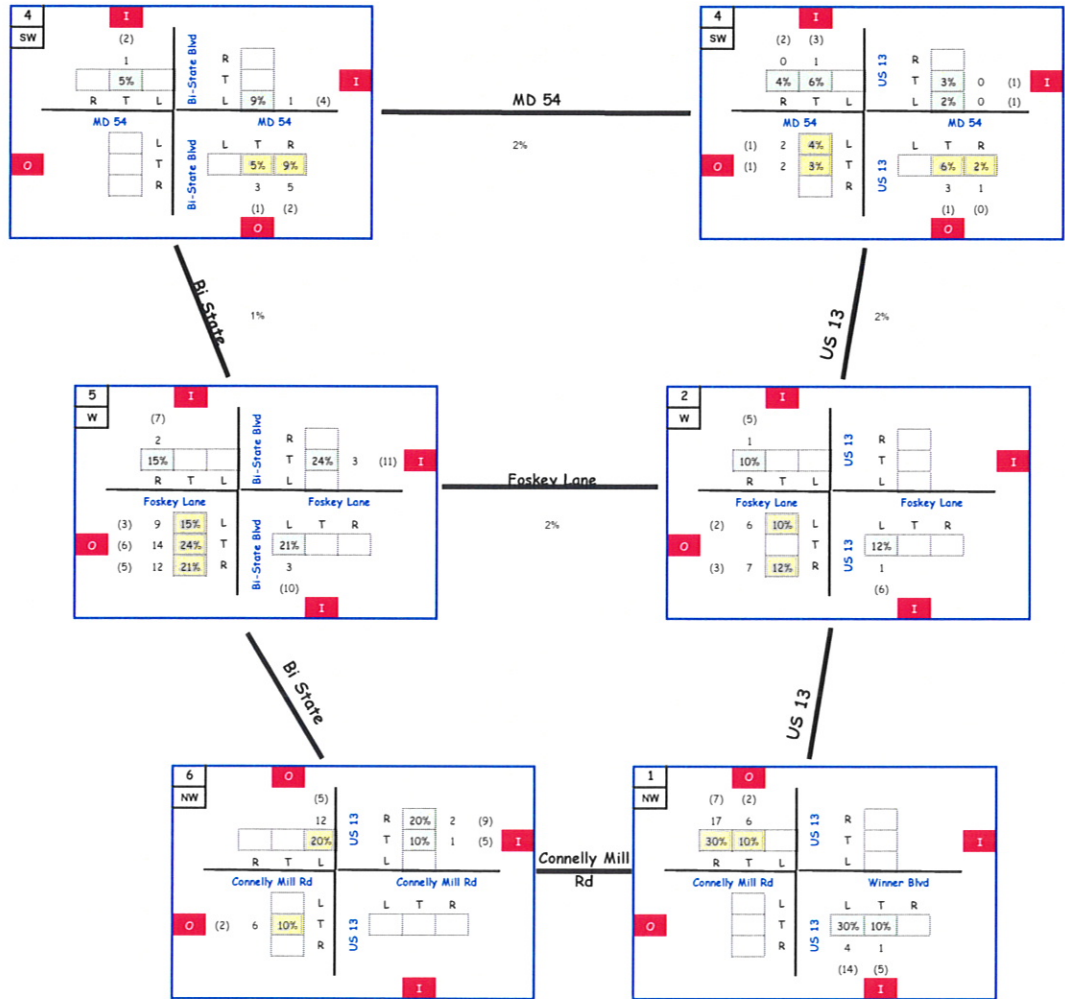 4
SW
I
(2)
1
5%
R T L
Bi-State Blvd
R
T
L 9% 1 (4)
I
MD 54
MD 54
O
L
T
R
Bi-State Blvd
L T R
5% 9%
3 5
(1) (2)
O
MD 54
2%
4
SW
I
(2) (3)
0 1
4% 6%
R T L
US 13
R
T 3% 0 (1)
L 2% 0 (1)
I
MD 54
MD 54
O
(1) 2 4% L
(1) 2 3% T
R
US 13
L T R
6% 2%
3 1
(1) (0)
O
Bi State
1%
US 13
2%
5
W
I
(7)
2
15%
R T L
Bi-State Blvd
R
T 24% 3 (11)
L
I
Foskey Lane
Foskey Lane
O
(3) 9 15% L
(6) 14 24% T
(5) 12 21% R
Bi-State Blvd
L T R
21%
3
(10)
I
Foskey Lane
2%
2
W
I
(5)
1
10%
R T L
US 13
R
T
L
I
Foskey Lane
Foskey Lane
O
(2) 6 10% L
T
(3) 7 12% R
US 13
L T R
12%
1
(6)
I
Bi State
US 13
6
NW
O
(5)
12
20%
R T L
US 13
R 20% 2 (9)
T 10% 1 (5)
L
I
Connelly Mill Rd
Connelly Mill Rd
O
L
(2) 6 10% T
R
US 13
L T R
I
Connelly Mill
Rd
1
NW
O
(7) (2)
17 6
30% 10%
R T L
US 13
R
T
L
I
Connelly Mill Rd
Winner Blvd
O
L
T
R
US 13
L T R
30% 10%
4 1
(14) (5)
I